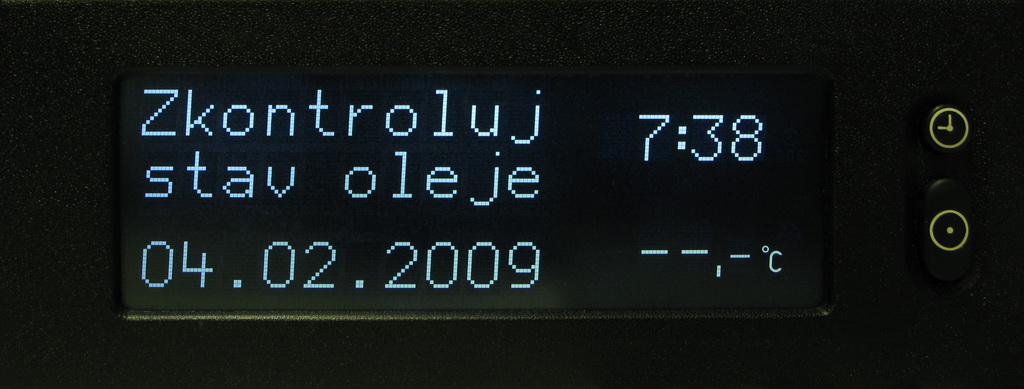 Zkontroluj
stav oleje
7:38
04.02.2009
--,-°C